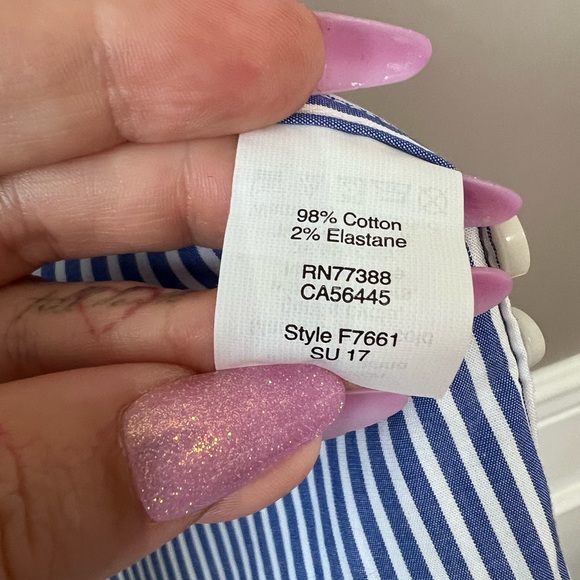 98% Cotton
2% Elastane
RN77388
CA56445
Style F7661
SU 17